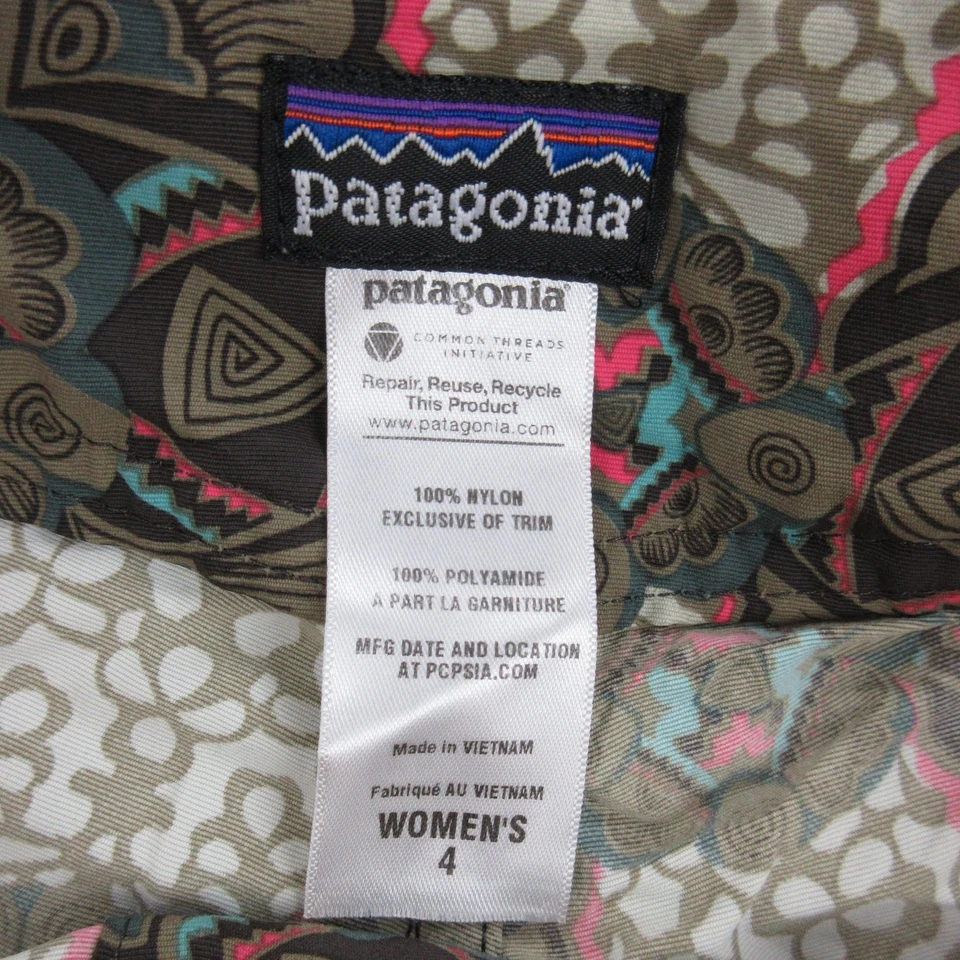 patagonia
patagonia
COMMON THREADS
INITIATIVE
Repair, Reuse, Recycle
This Product
www.patagonia.com
100% NYLON
EXCLUSIVE OF TRIM
100% POLYAMIDE
A PART LA GARNITURE
MFG DATE AND LOCATION
AT PCPSIA.COM
Made in VIETNAM
Fabriqué AU VIETNAM
WOMEN'S
4